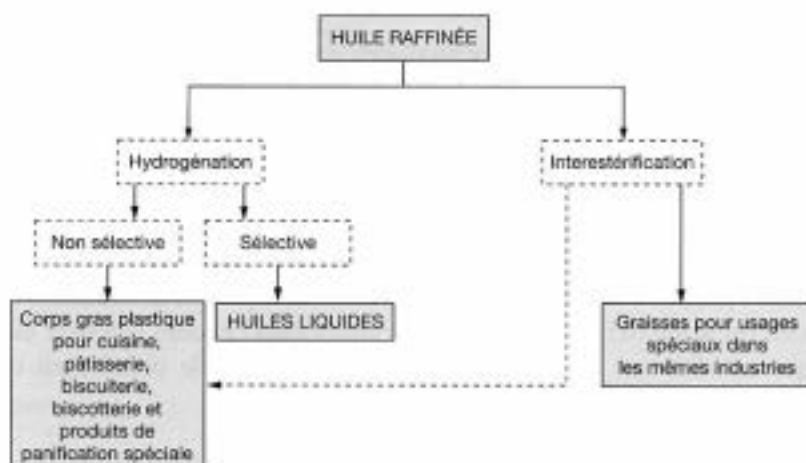 HUILE RAFFINÉE
Hydrogénation
Interestérification
Non sélective
Sélective
Corps gras plastique
pour cuisine,
pâtisserie,
biscuiterie,
biscotterie et
produits de
panification spéciale
HUILES LIQUIDES
Graisses pour usages
spéciaux dans
les mêmes industries